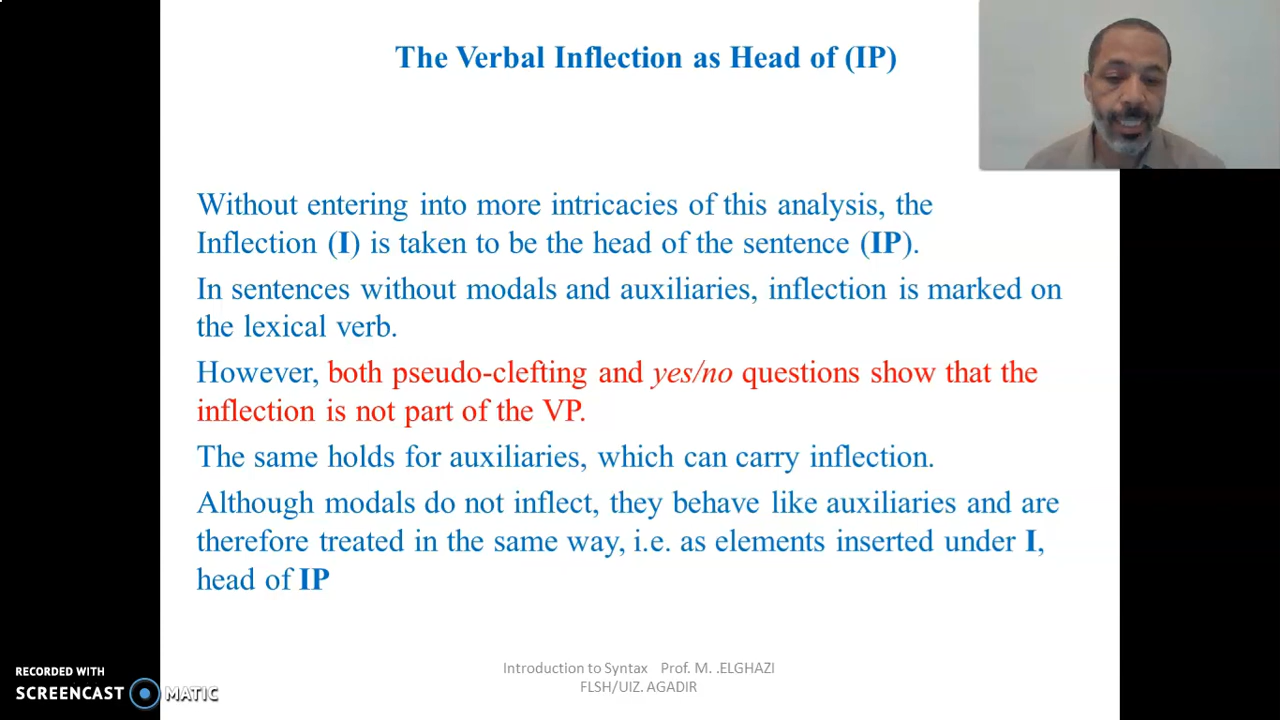 The Verbal Inflection as Head of (IP)
Without entering into more intricacies of this analysis, the
Inflection (I) is taken to be the head of the sentence (IP).
In sentences without modals and auxiliaries, inflection is marked on
the lexical verb.
However, both pseudo-clefting and yes/no questions show that the
inflection is not part of the VP.
The same holds for auxiliaries, which can carry inflection.
Although modals do not inflect, they behave like auxiliaries and are
therefore treated in the same way, i.e. as elements inserted under I,
head of IP
Introduction to Syntax Prof. M. .ELGHAZI
FLSH/UIZ. AGADIR
RECORDED WITH
SCREENCAST MATIC